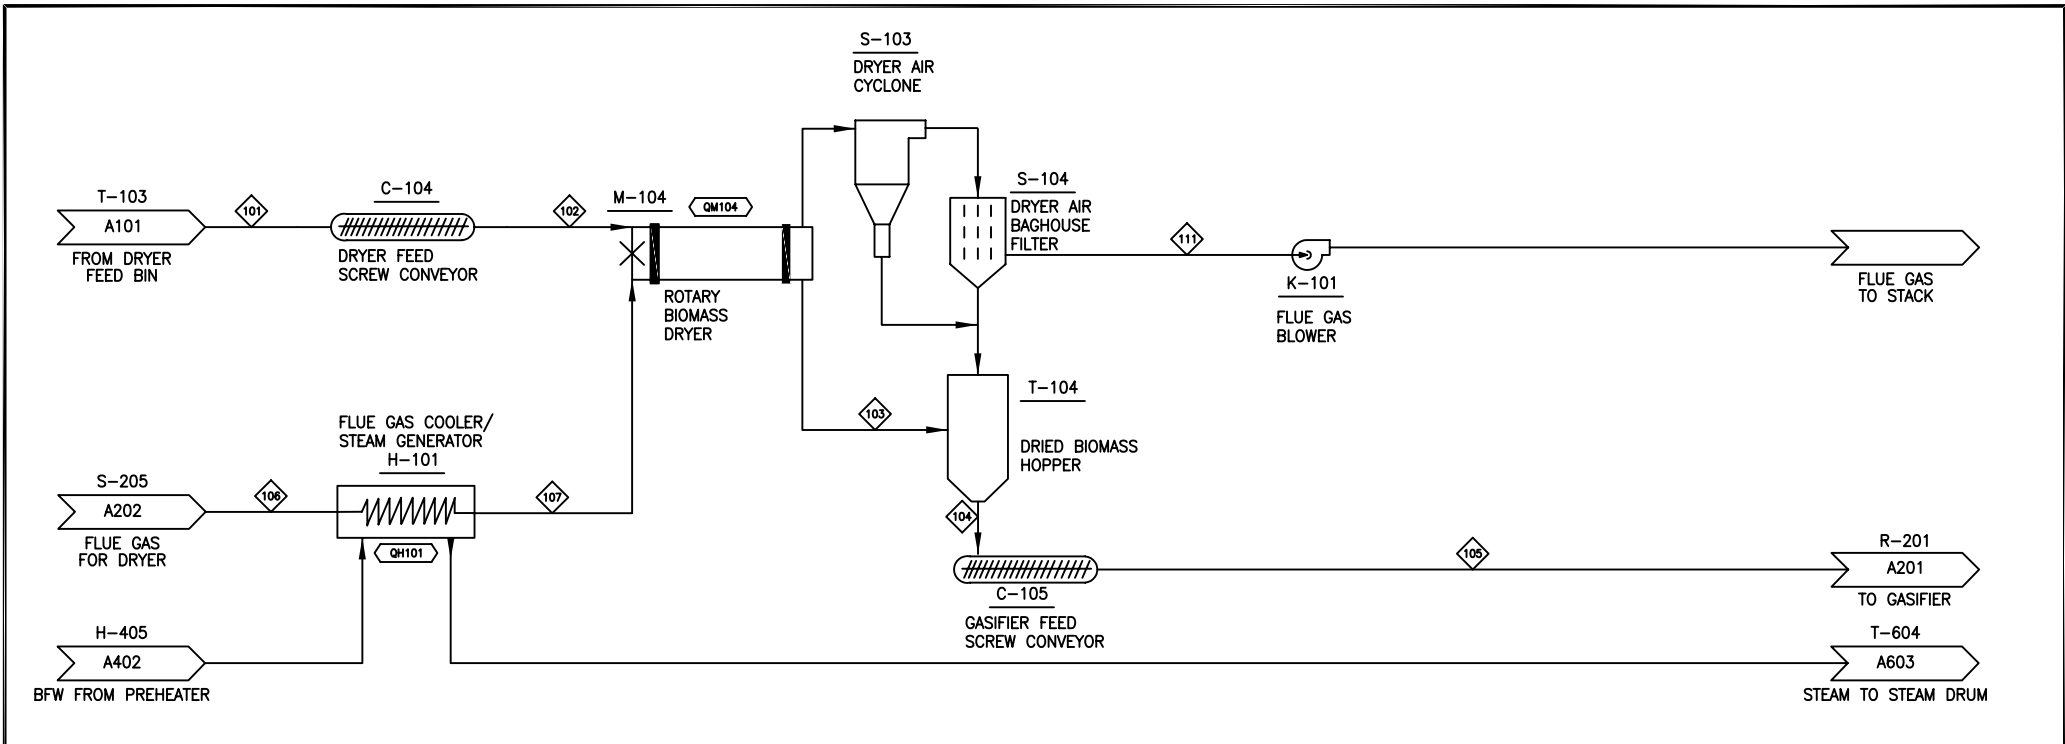 S-103
DRYER AIR
CYCLONE
T-103
A101
FROM DRYER
FEED BIN
101
C-104
DRYER FEED
SCREW CONVEYOR
102
M-104
QM104
ROTARY
BIOMASS
DRYER
S-104
DRYER AIR
BAGHOUSE
FILTER
111
K-101
FLUE GAS
BLOWER
FLUE GAS
TO STACK
103
T-104
DRIED BIOMASS
HOPPER
FLUE GAS COOLER/
STEAM GENERATOR
H-101
S-205
A202
FLUE GAS
FOR DRYER
106
107
QH101
104
C-105
GASIFIER FEED
SCREW CONVEYOR
105
R-201
A201
TO GASIFIER
H-405
A402
BFW FROM PREHEATER
T-604
A603
STEAM TO STEAM DRUM